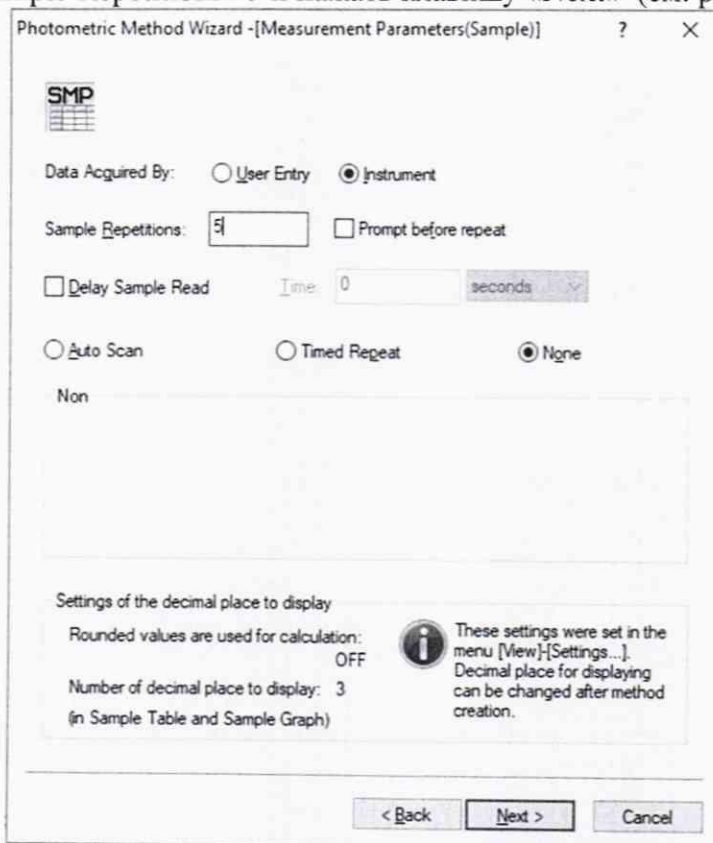 Photometric Method Wizard -[Measurement Parameters(Sample)] ? X
SMP
Data Acquired By: User Entry Instrument
Sample Repetitions: 5 Prompt before repeat
Delay Sample Read Time: 0 seconds
Auto Scan Timed Repeat None
Non
Settings of the decimal place to display
Rounded values are used for calculation:
OFF
Number of decimal place to display: 3
(in Sample Table and Sample Graph)
These settings were set in the
menu [View]-[Settings...].
Decimal place for displaying
can be changed after method
creation.
< Back Next > Cancel